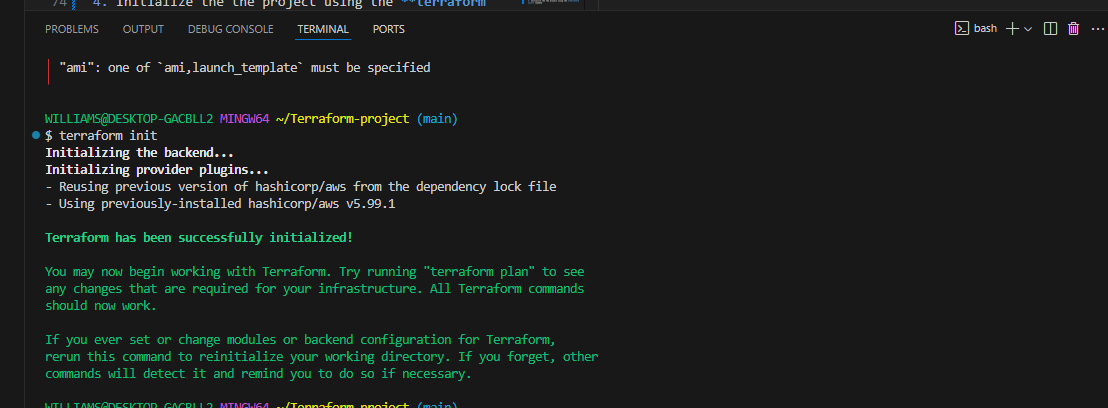 74 4. Initialize the the project using the **terraform
PROBLEMS OUTPUT DEBUG CONSOLE TERMINAL PORTS bash
"ami": one of `ami,launch_template` must be specified
WILLIAMS@DESKTOP-GACBLL2 MINGW64 ~/Terraform-project (main)
$ terraform init
Initializing the backend...
Initializing provider plugins...
- Reusing previous version of hashicorp/aws from the dependency lock file
- Using previously-installed hashicorp/aws v5.99.1
Terraform has been successfully initialized!
You may now begin working with Terraform. Try running "terraform plan" to see
any changes that are required for your infrastructure. All Terraform commands
should now work.
If you ever set or change modules or backend configuration for Terraform,
rerun this command to reinitialize your working directory. If you forget, other
commands will detect it and remind you to do so if necessary.
WILLIAMS@DESKTOP-GACBLL2 MINGW64 ~/Terraform-project (main)